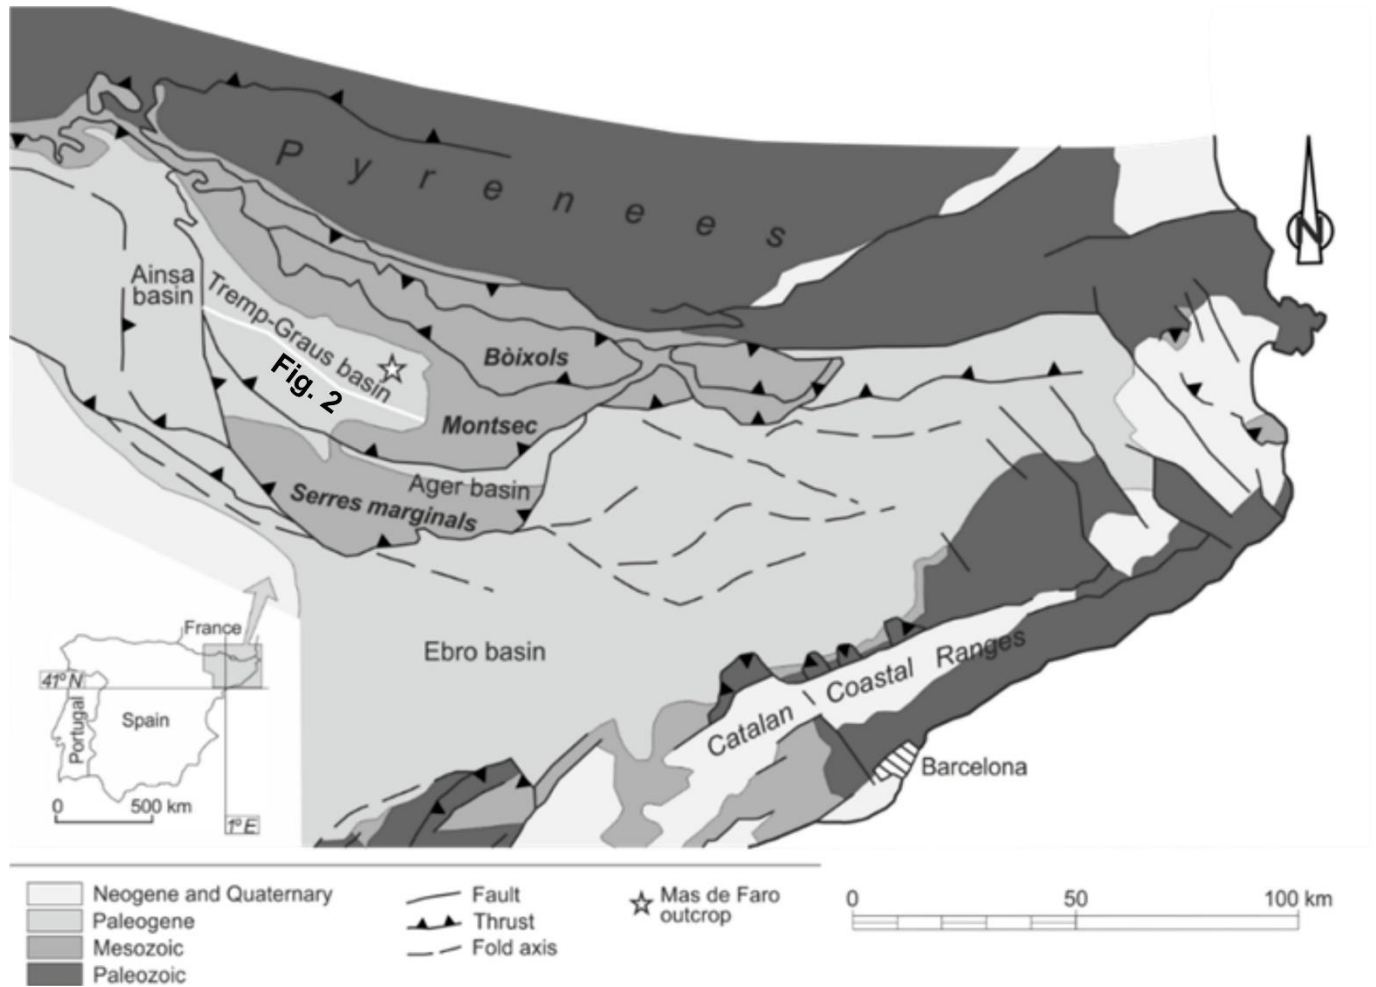 Pyrenees
N
Ainsa
basin
Tremp-Graus basin
Fig. 2
Bòixols
Montsec
Ager basin
Serres marginals
Ebro basin
Catalan Coastal Ranges
Barcelona
France
41º N
Portugal
Spain
0 500 km
1º E
Neogene and Quaternary
Paleogene
Mesozoic
Paleozoic
Fault
Thrust
Fold axis
Mas de Faro
outcrop
0 50 100 km